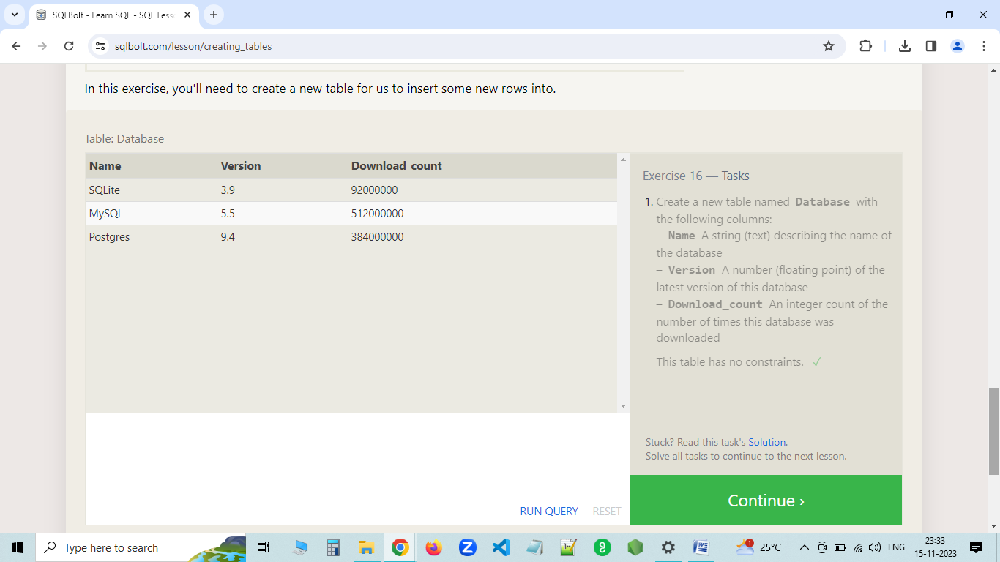 SQLBolt - Learn SQL - SQL Less
sqlbolt.com/lesson/creating_tables
In this exercise, you'll need to create a new table for us to insert some new rows into.
Table: Database
Name Version Download_count
SQLite 3.9 92000000
MySQL 5.5 512000000
Postgres 9.4 384000000
Exercise 16 — Tasks
1. Create a new table named Database with
the following columns:
– Name A string (text) describing the name of
the database
– Version A number (floating point) of the
latest version of this database
– Download_count An integer count of the
number of times this database was
downloaded
This table has no constraints. ✓
Stuck? Read this task's Solution.
Solve all tasks to continue to the next lesson.
RUN QUERY RESET
Continue ›
Type here to search
1 25°C ENG 23:33
15-11-2023